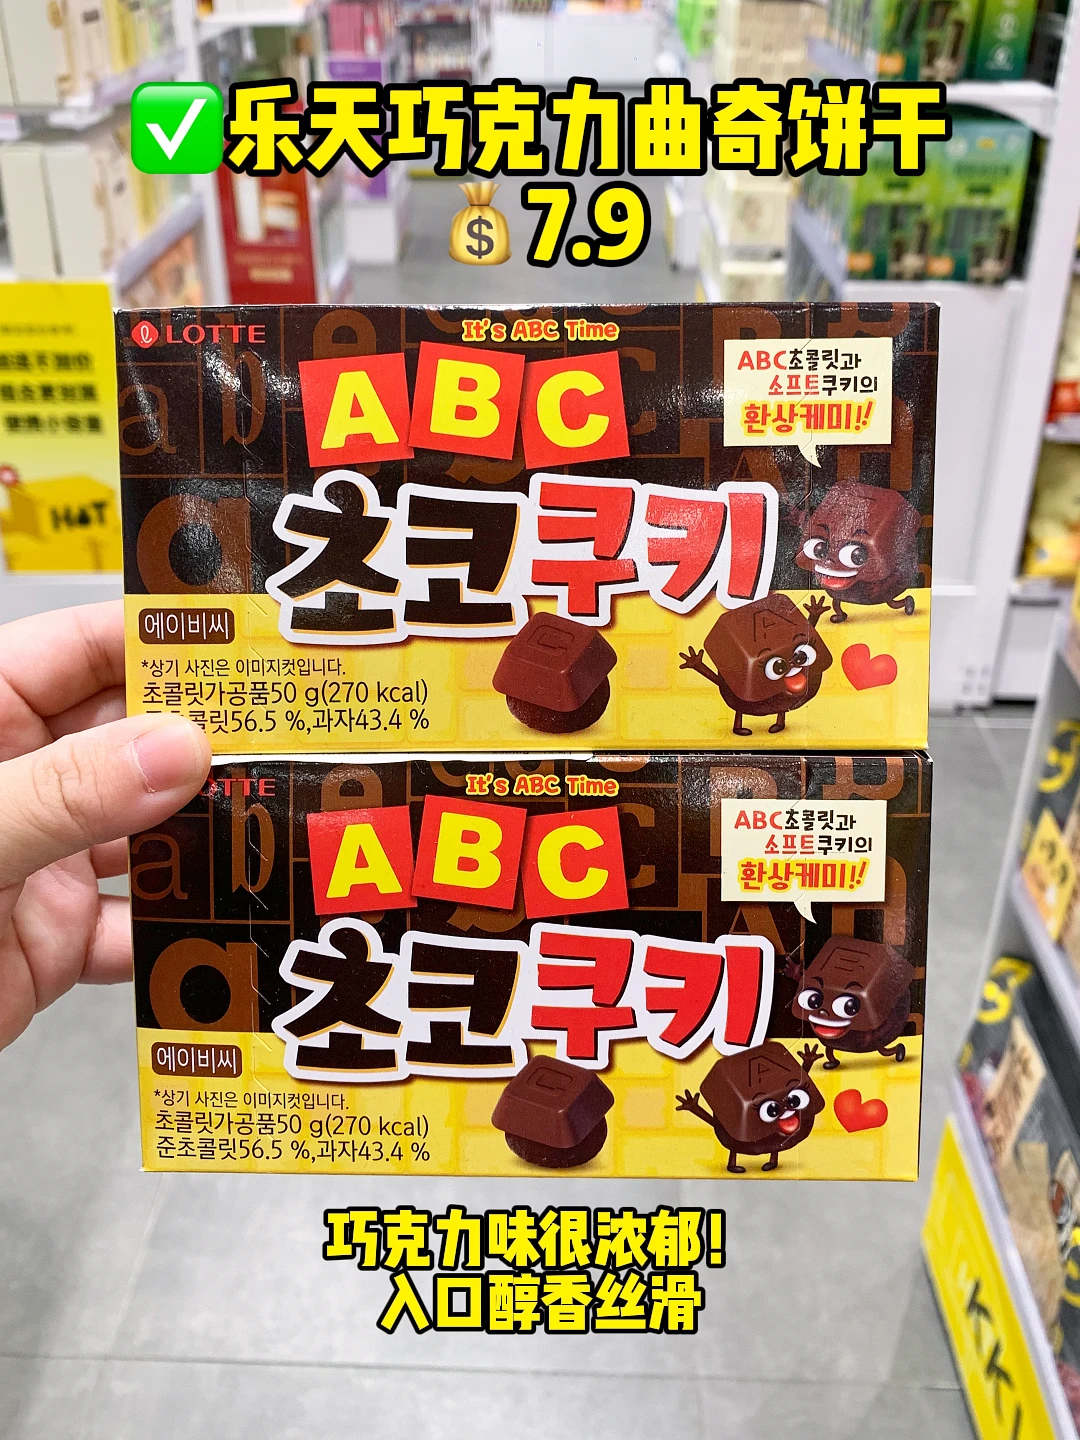 ✅乐天巧克力曲奇饼干
💰7.9
LOTTE
It's ABC Time
ABC
ABC초콜릿과
소프트쿠키의
환상케미!!
초코쿠키
에이비씨
*상기 사진은 이미지컷입니다.
초콜릿가공품50 g(270 kcal)
콜릿56.5 %,과자43.4 %
A
OTTE
It's ABC Time
ABC
ABC초콜릿과
소프트쿠키의
환상케미!!
초코쿠키
에이비씨
*상기 사진은 이미지컷입니다.
초콜릿가공품50 g(270 kcal)
준초콜릿56.5 %,과자43.4 %
A
HOT
KK
巧克力味很浓郁！
入口醇香丝滑